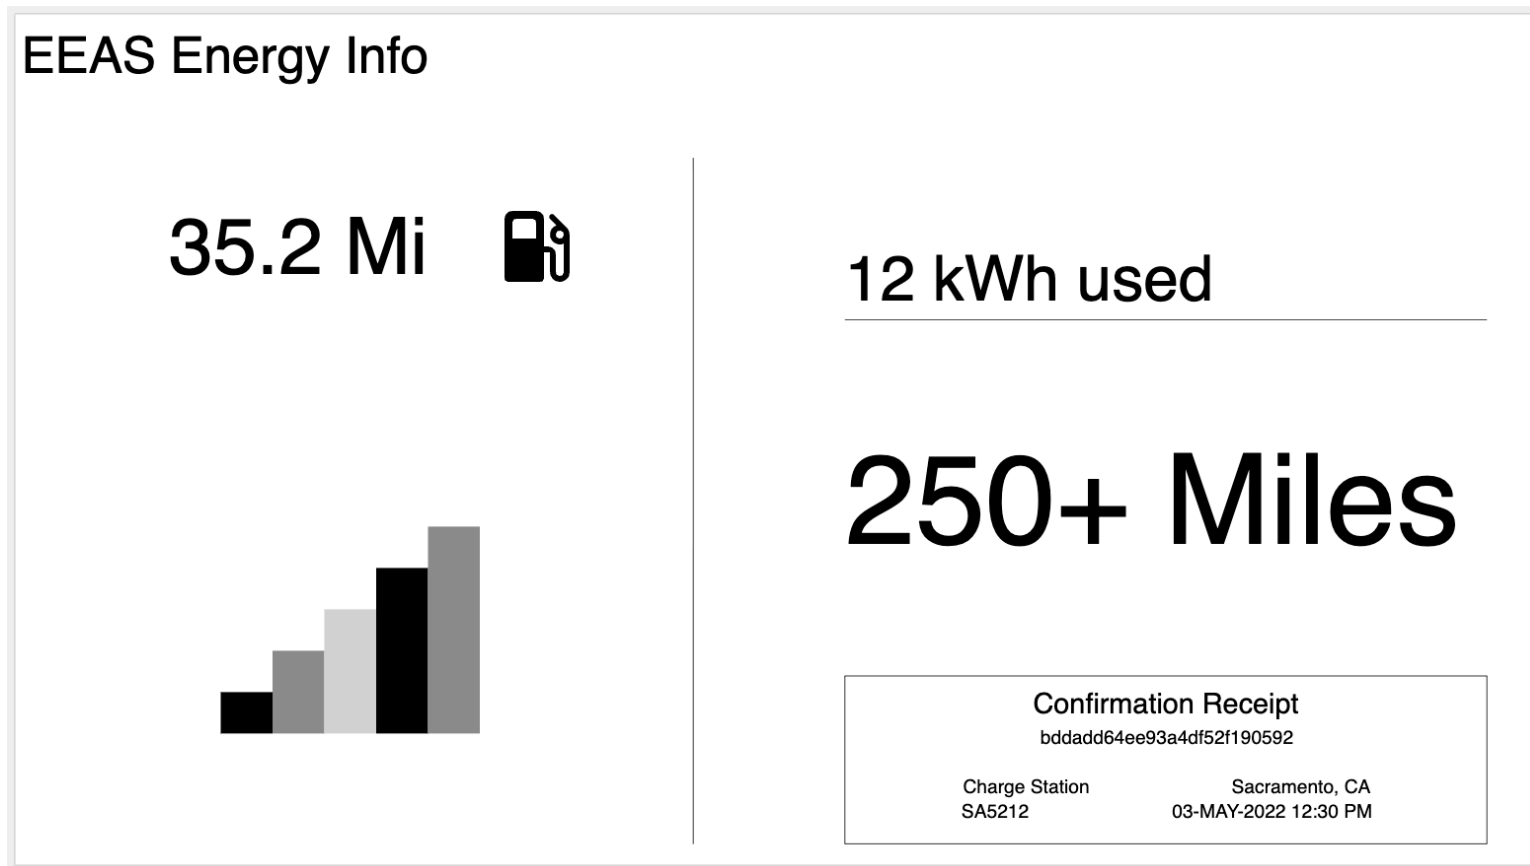 EEAS Energy Info
35.2 Mi
12 kWh used
250+ Miles
Confirmation Receipt
bddadd64ee93a4df52f190592
Charge Station
SA5212
Sacramento, CA
03-MAY-2022 12:30 PM